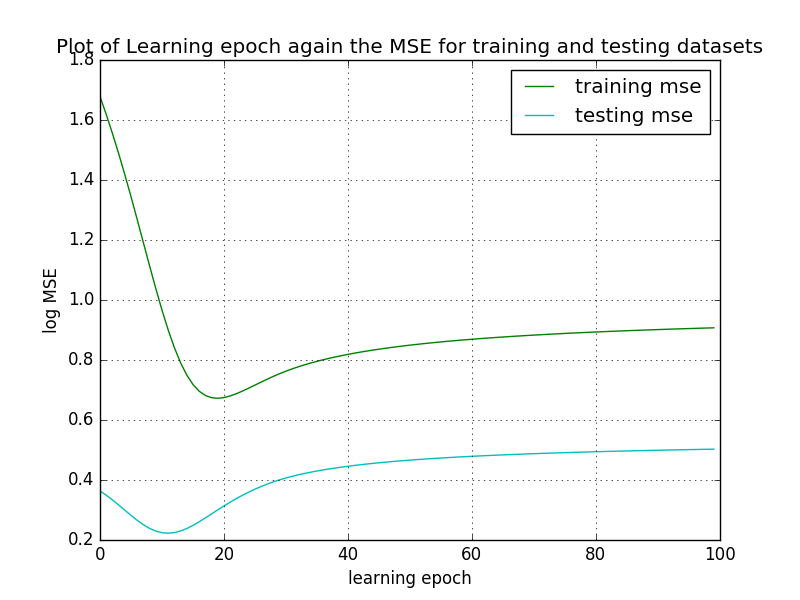 Plot of Learning epoch again the MSE for training and testing datasets
1.8
1.6
1.4
1.2
1.0
0.8
0.6
0.4
0.2
log MSE
training mse
testing mse
0 20 40 60 80 100
learning epoch